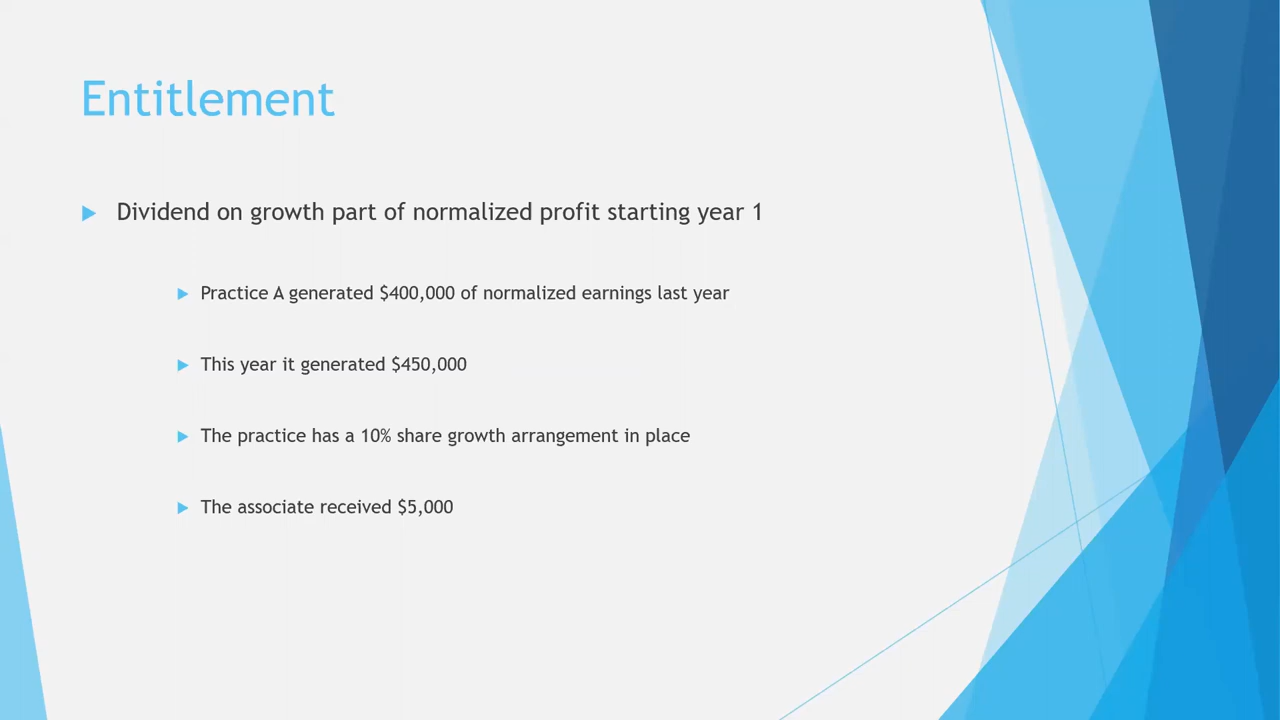 Entitlement
Dividend on growth part of normalized profit starting year 1
Practice A generated $400,000 of normalized earnings last year
This year it generated $450,000
The practice has a 10% share growth arrangement in place
The associate received $5,000